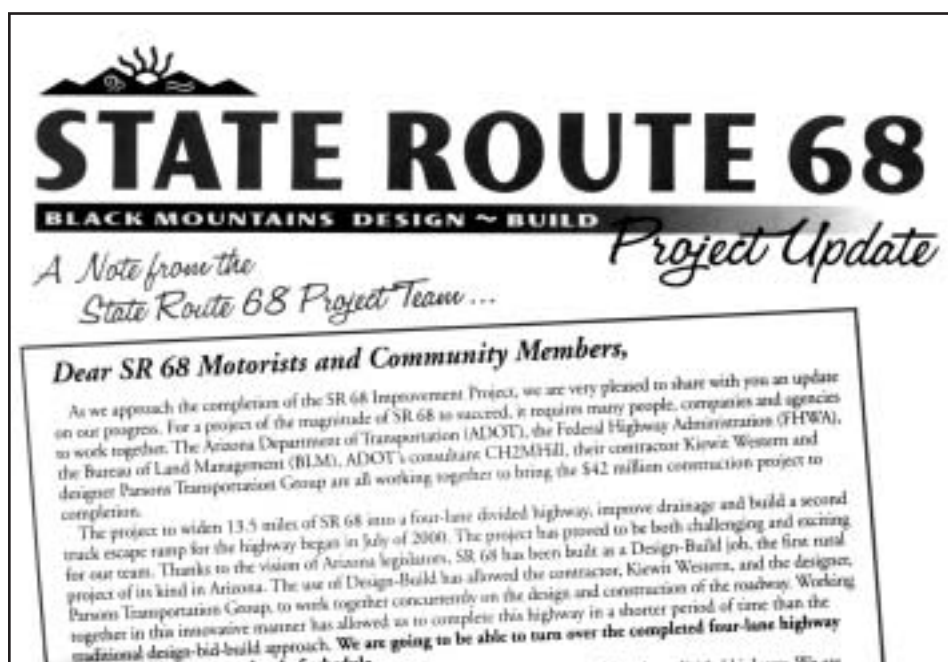 STATE ROUTE 68
BLACK MOUNTAINS DESIGN ~ BUILD
Project Update
A Note from the
State Route 68 Project Team ...
Dear SR 68 Motorists and Community Members,
As we approach the completion of the SR 68 Improvement Project, we are very pleased to share with you an update
on our progress. For a project of the magnitude of SR 68 to succeed, it requires many people, companies and agencies
to work together. The Arizona Department of Transportation (ADOT), the Federal Highway Administration (FHWA),
the Bureau of Land Management (BLM), ADOT's consultant CH2MHill, their contractor Kiewit Western and
designer Parsons Transportation Group are all working together to bring the $42 million construction project to
completion.
The project to widen 13.5 miles of SR 68 into a four-lane divided highway, improve drainage and build a second
truck escape ramp for the highway began in July of 2000. The project has proved to be both challenging and exciting
for our team. Thanks to the vision of Arizona legislators, SR 68 has been built as a Design-Build job, the first rural
project of its kind in Arizona. The use of Design-Build has allowed the contractor, Kiewit Western, and the designer,
Parsons Transportation Group, to work together concurrently on the design and construction of the roadway. Working
together in this innovative manner has allowed us to complete this highway in a shorter period of time than the
traditional design-bid-build approach. We are going to be able to turn over the completed four-lane highway